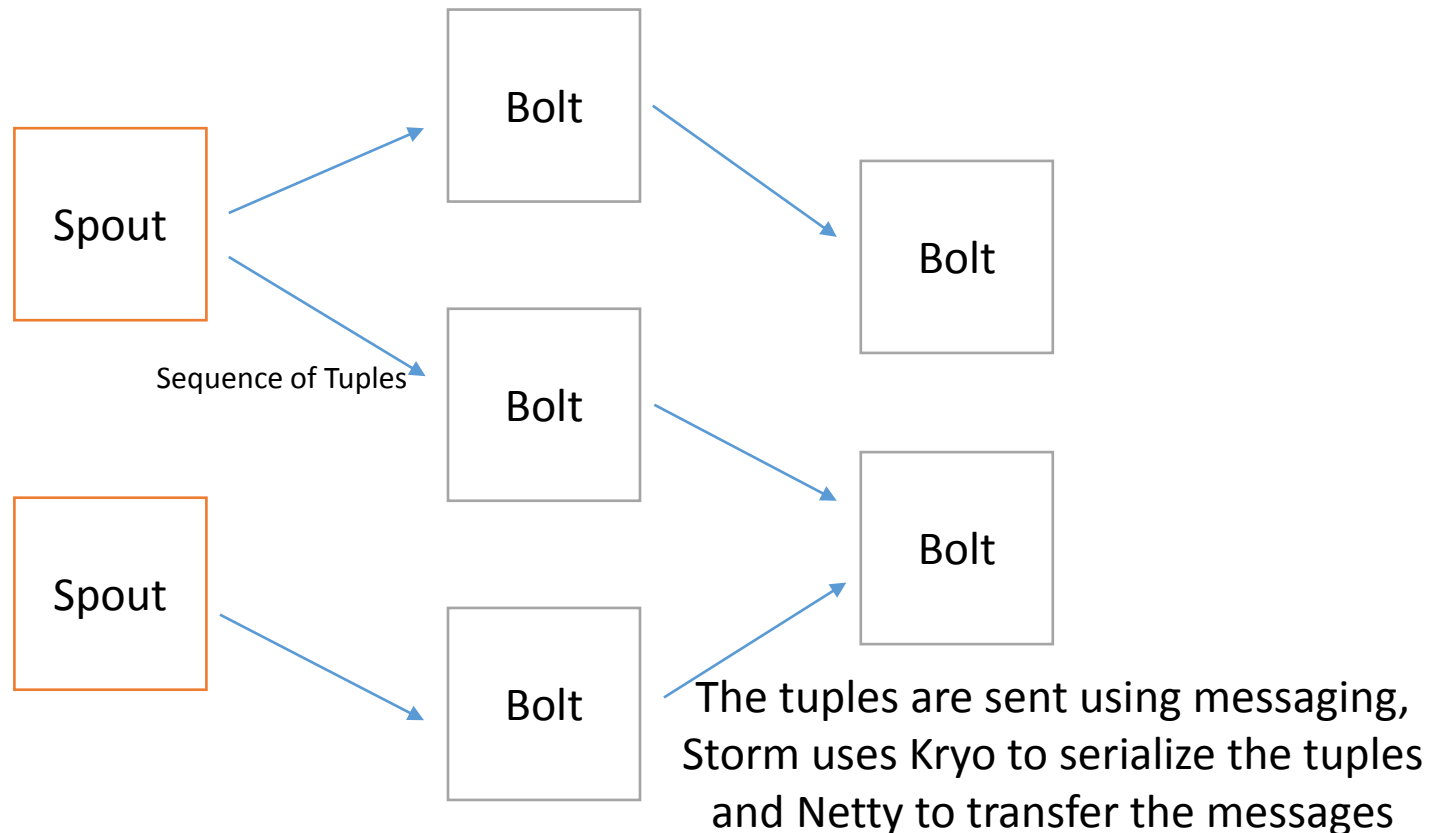 Bolt
Spout
Bolt
Sequence of Tuples
Bolt
Bolt
Spout
Bolt
The tuples are sent using messaging,
Storm uses Kryo to serialize the tuples
and Netty to transfer the messages